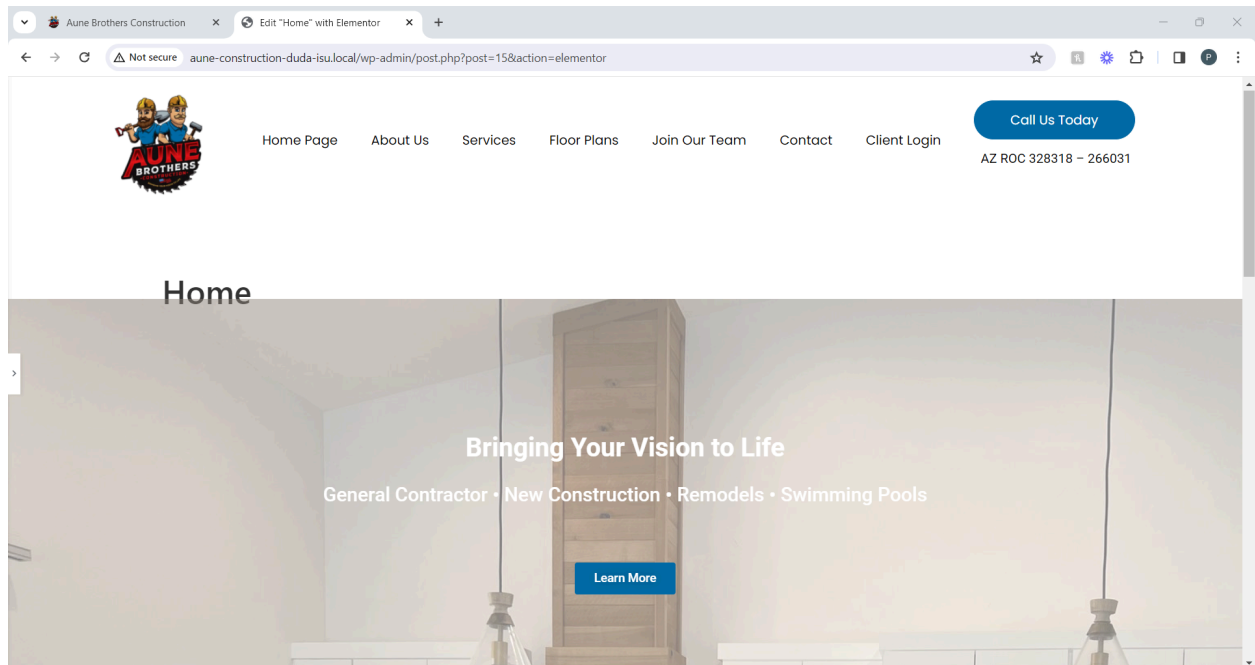 Aune Brothers Construction
Edit "Home" with Elementor
Not secure
aune-construction-duda-isu.local/wp-admin/post.php?post=15&action=elementor
P
AUNE
BROTHERS
CONSTRUCTION
Home Page
About Us
Services
Floor Plans
Join Our Team
Contact
Client Login
Call Us Today
AZ ROC 328318 – 266031
Home
Bringing Your Vision to Life
General Contractor • New Construction • Remodels • Swimming Pools
Learn More